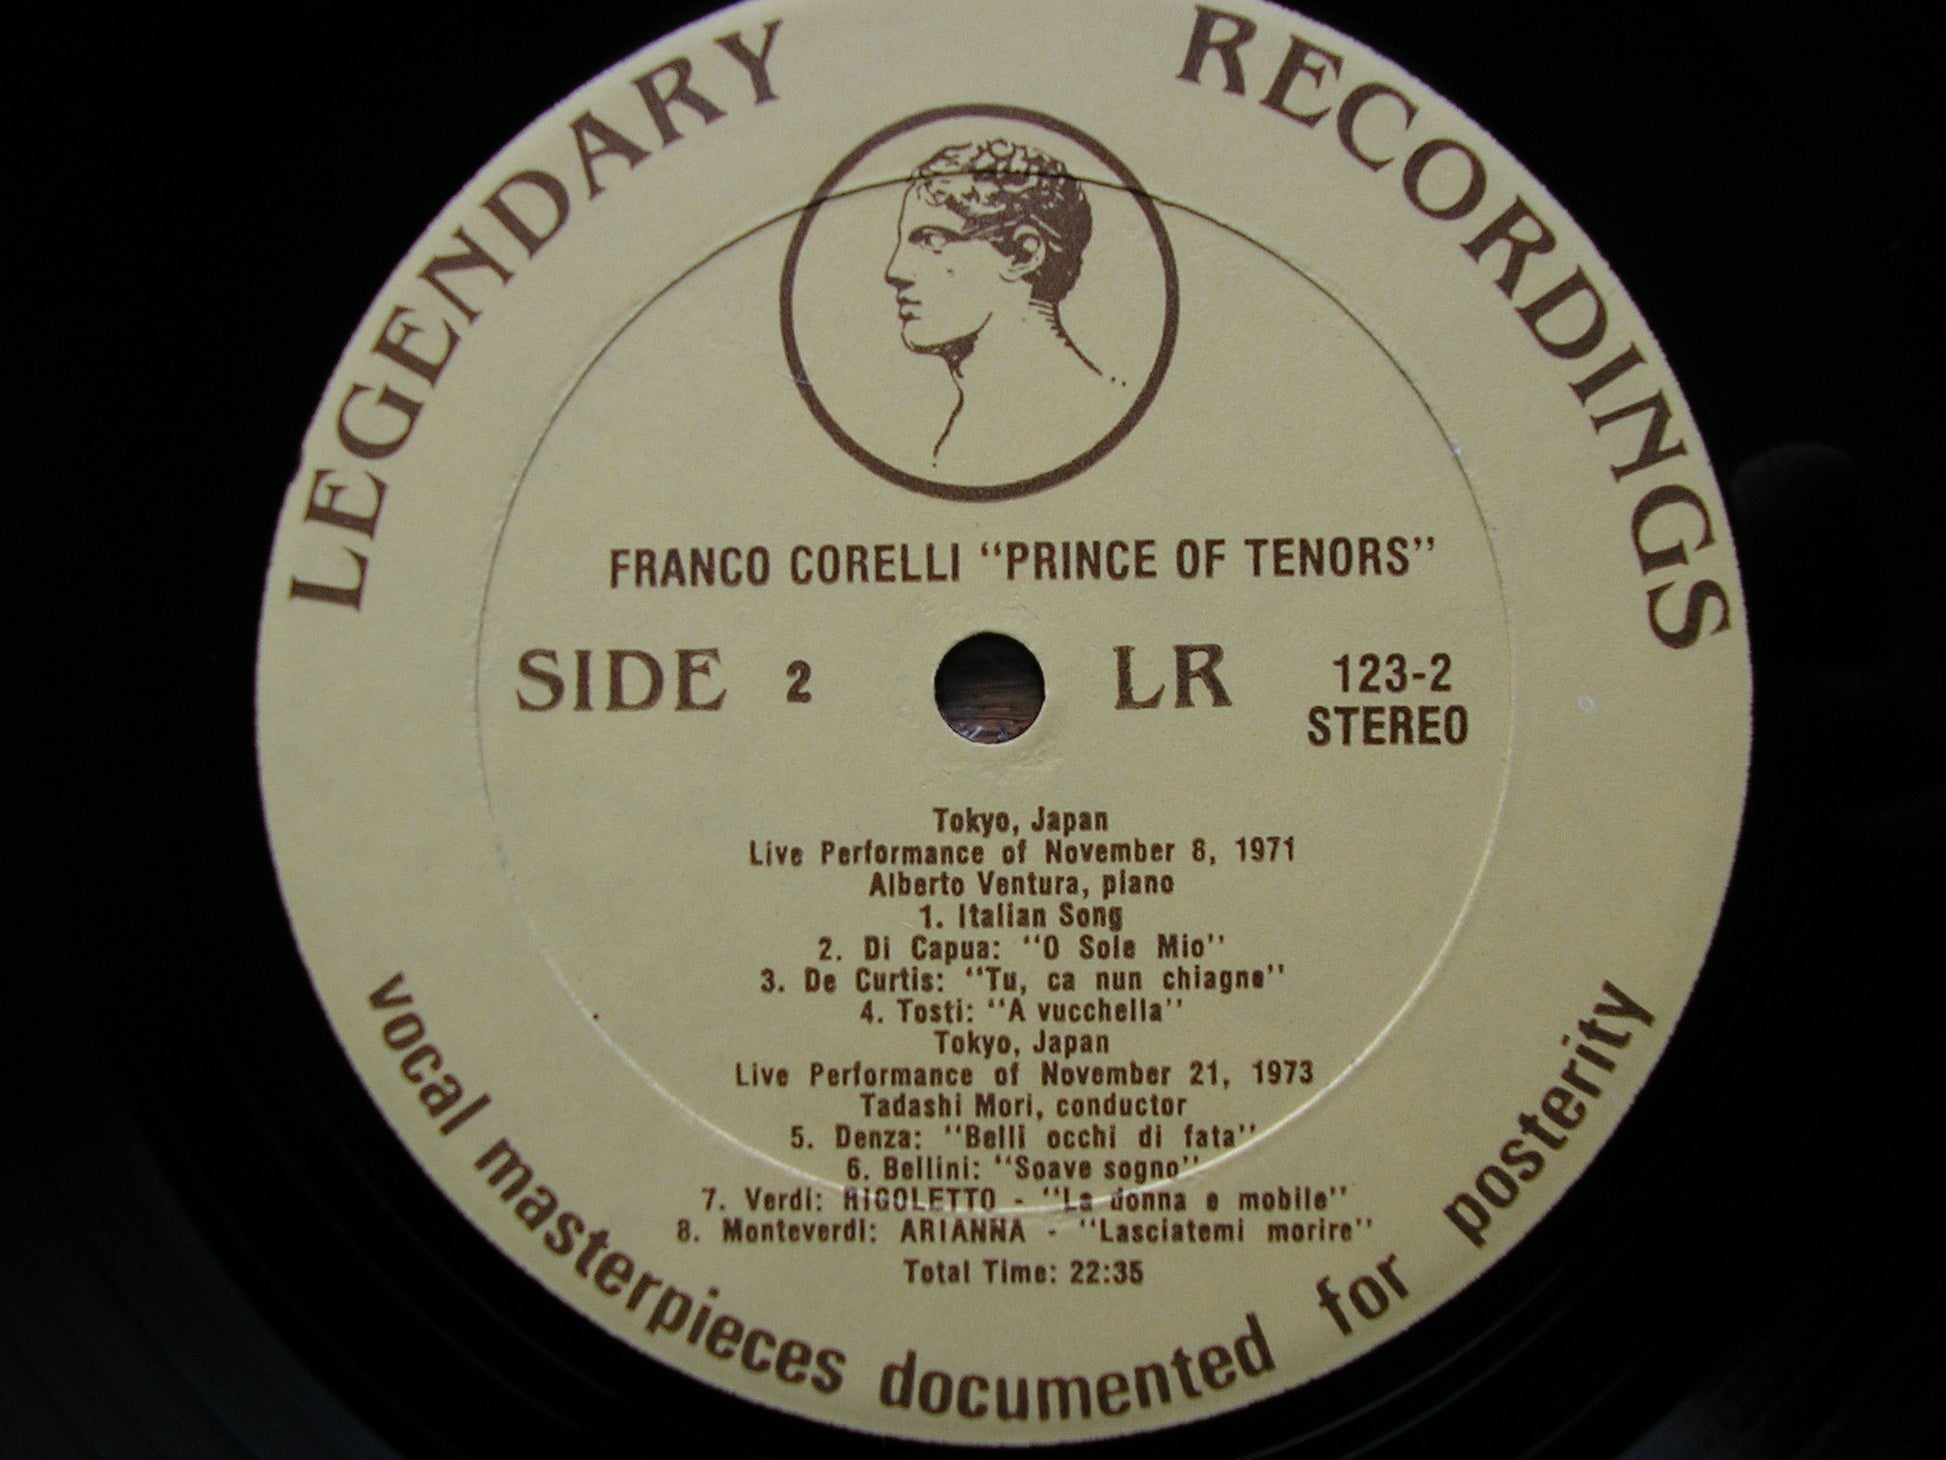 LEGENDARY RECORDINGS
FRANCO CORELLI "PRINCE OF TENORS"
SIDE 2 LR 123-2
STEREO
Tokyo, Japan
Live Performance of November 8, 1971
Alberto Ventura, piano
1. Italian Song
2. Di Capua: "O Sole Mio"
3. De Curtis: "Tu, ca nun chiagne"
4. Tosti: "A vucchella"
Tokyo, Japan
Live Performance of November 21, 1973
Tadashi Mori, conductor
5. Denza: "Belli occhi di fata"
6. Bellini: "Soave sogno"
7. Verdi: RIGOLETTO - "La donna e mobile"
8. Monteverdi: ARIANNA - "Lasciatemi morire"
Total Time: 22:35
vocal masterpieces documented for posterity